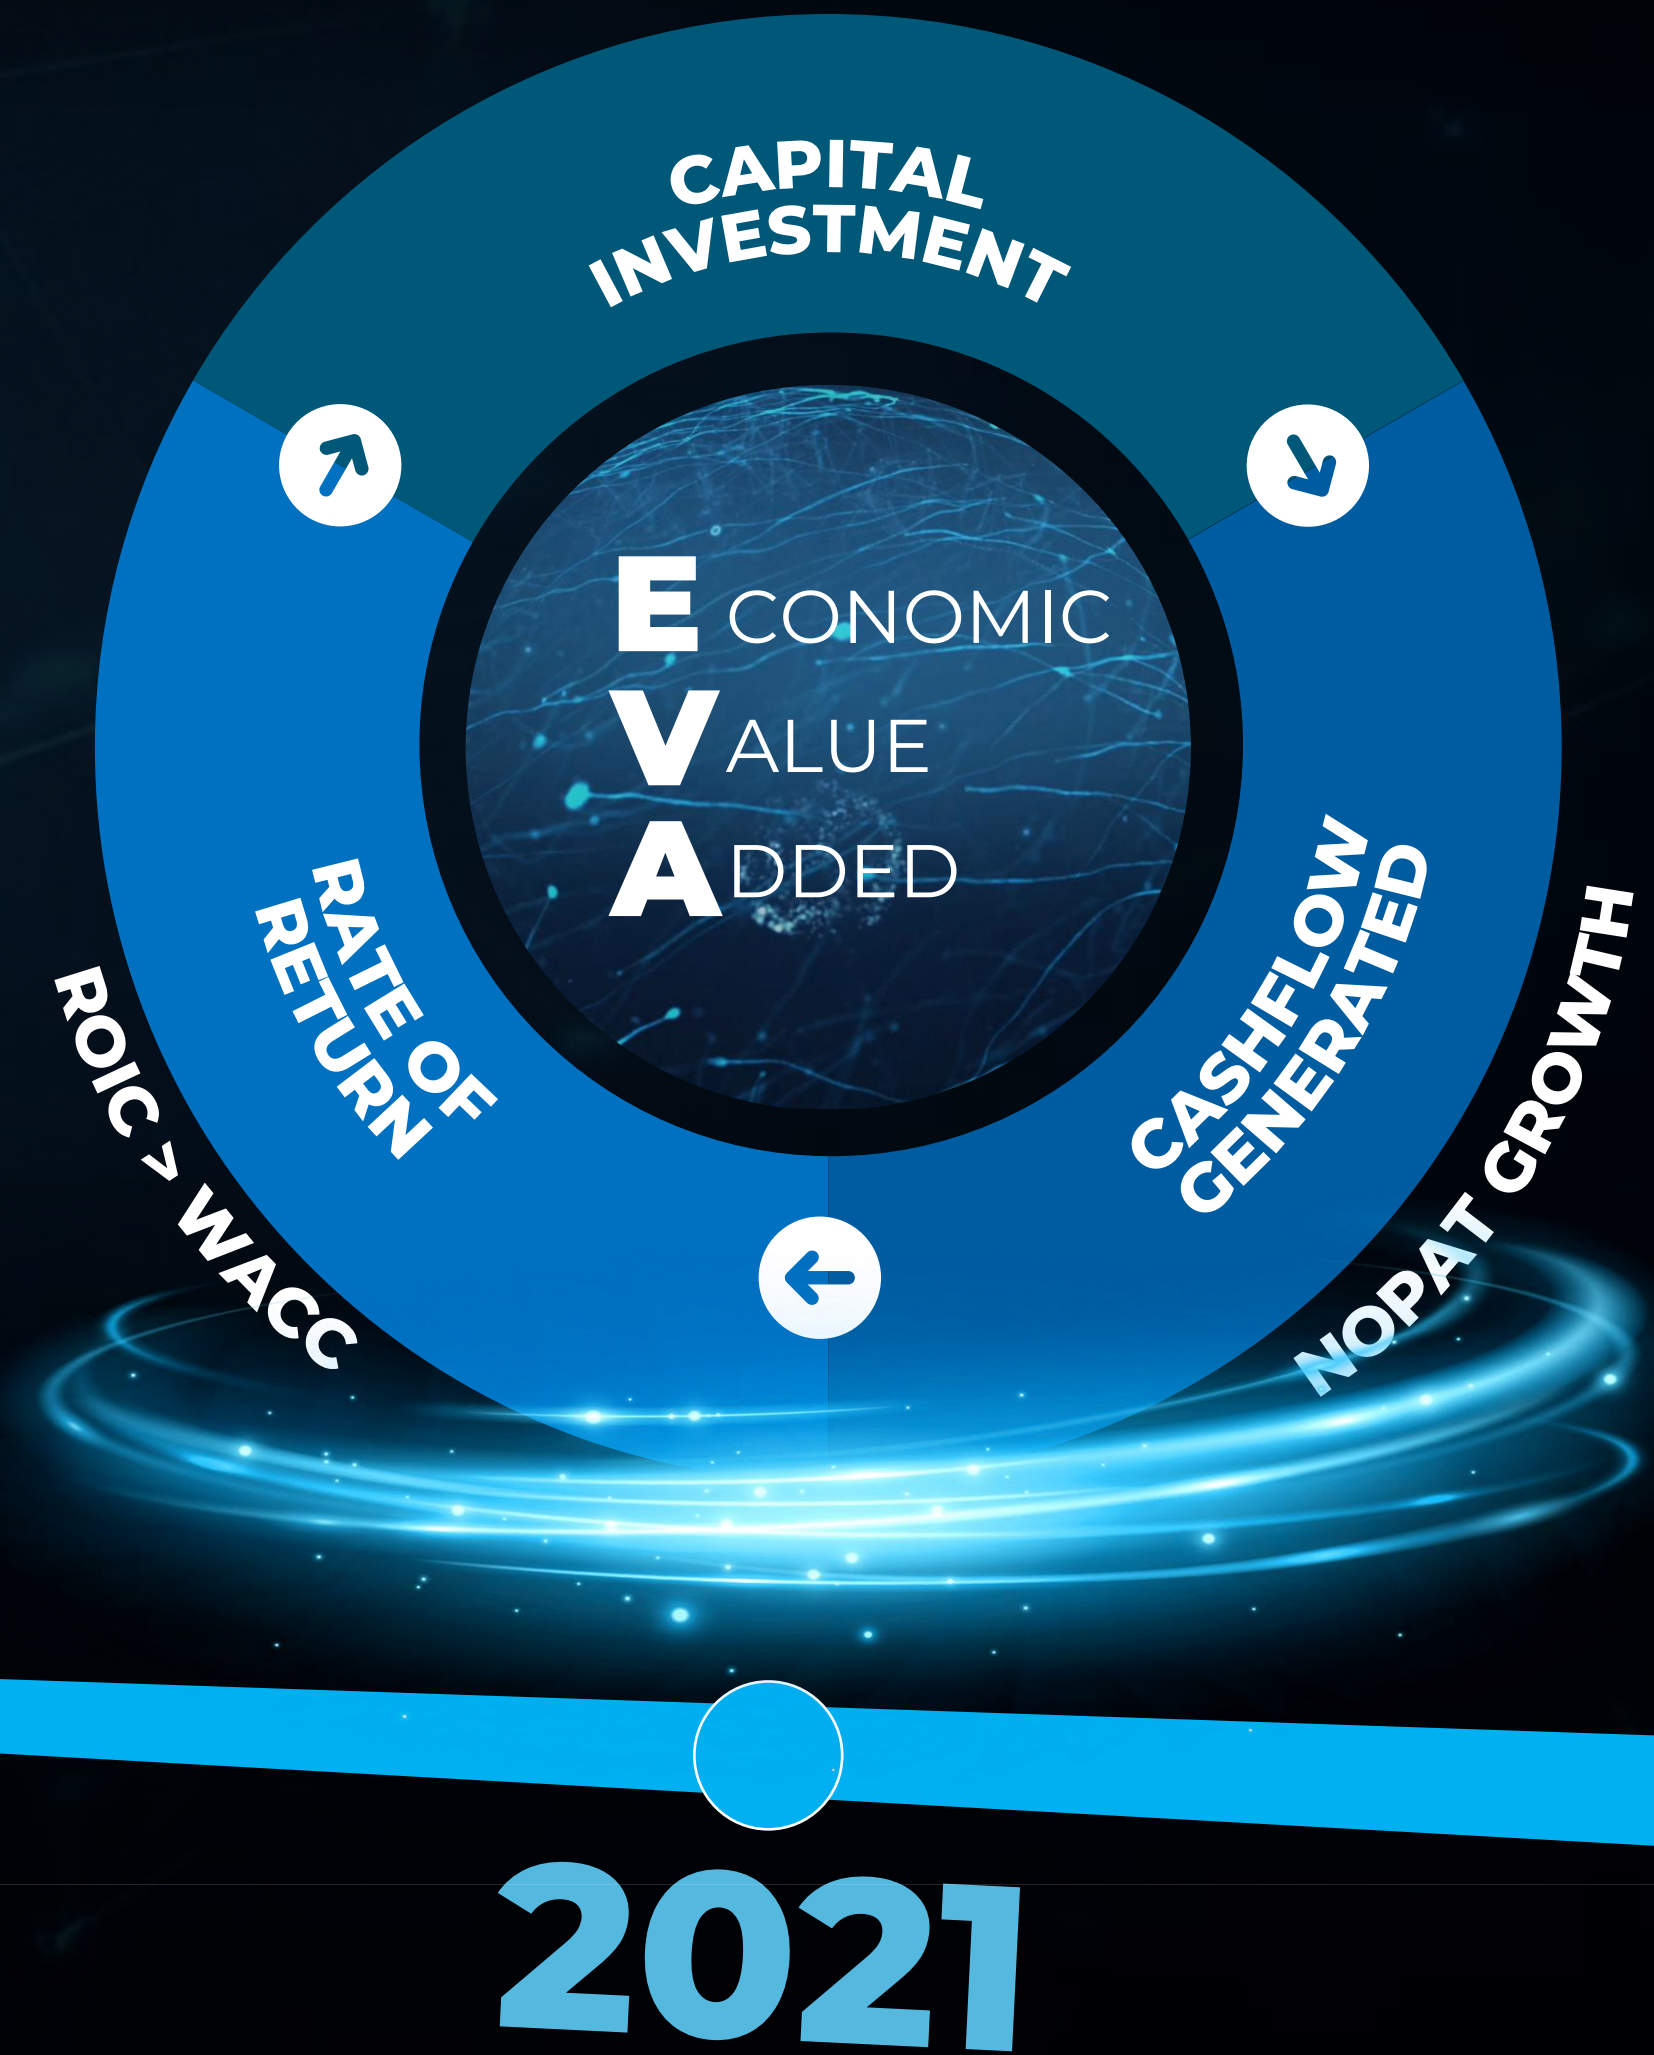 CAPITAL
INVESTMENT
ECONOMIC
VALUE
ADDED
RATE OF
RETURN
CASHFLOW
GENERATED
ROIC > WACC
NOPAT GROWTH
2021